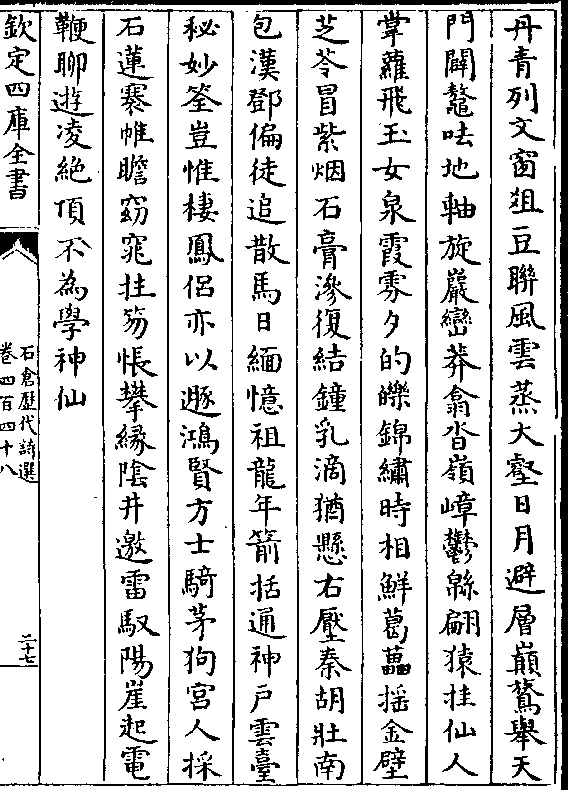 丹青列文窗俎豆聯風雲蒸大壑日月避層巔鶩舉天
門闢鼇呿地軸旋巖巒莽翕沓嶺嶂鬱緜翩猿挂仙人
掌蘿飛玉女泉霞雰夕的皪錦繡時相鮮葛藟揺金壁
芝苓冒紫烟石膏滲復結鐘乳滴猶懸右壓秦胡壯南
包漢鄧偏徒追散馬日緬憶祖龍年箭括通神戸雲臺
秘妙筌豈惟棲鳳侣亦以遯鴻賢方士騎茅狗宮人採
石蓮褰帷瞻窈窕拄笏悵攀緣陰井邀雷馭陽崖起電
鞭聊遊凌絶頂不為學神仙
欽定四庫全書
石倉歴代詩選
卷四百四十八
二十七